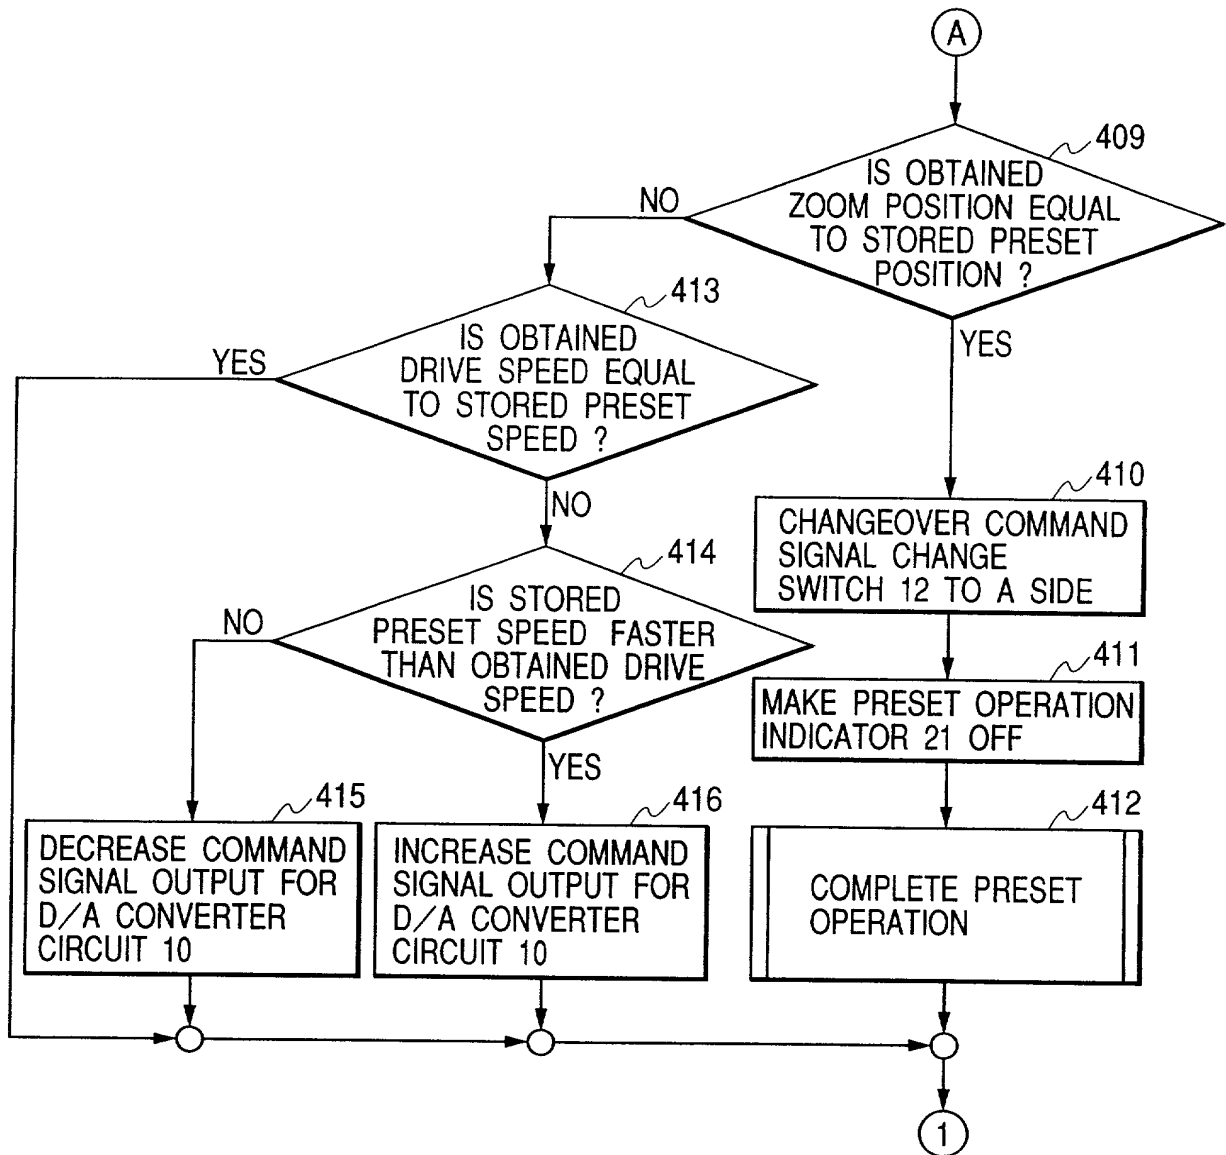 A
409
IS OBTAINED
ZOOM POSITION EQUAL
TO STORED PRESET
POSITION ?
NO
YES
413
IS OBTAINED
DRIVE SPEED EQUAL
TO STORED PRESET
SPEED ?
YES
NO
410
CHANGEOVER COMMAND
SIGNAL CHANGE
SWITCH 12 TO A SIDE
414
IS STORED
PRESET SPEED FASTER
THAN OBTAINED DRIVE
SPEED ?
NO
YES
411
MAKE PRESET OPERATION
INDICATOR 21 OFF
415
DECREASE COMMAND
SIGNAL OUTPUT FOR
D/A CONVERTER
CIRCUIT 10
416
INCREASE COMMAND
SIGNAL OUTPUT FOR
D/A CONVERTER
CIRCUIT 10
412
COMPLETE PRESET
OPERATION
1